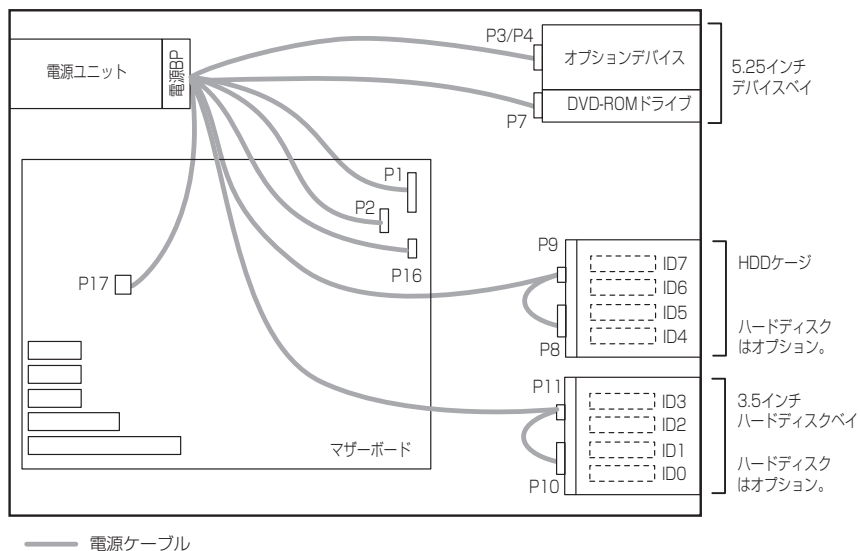 電源ユニット
電源BP
P3/P4
オプションデバイス
5.25インチ
デバイスベイ
DVD-ROMドライブ
P7
P1
P2
P16
P17
マザーボード
P9
ID7
ID6
ID5
ID4
P8
HDDケージ
ハードディスク
はオプション。
P11
ID3
ID2
ID1
ID0
P10
3.5インチ
ハードディスクベイ
ハードディスク
はオプション。
電源ケーブル